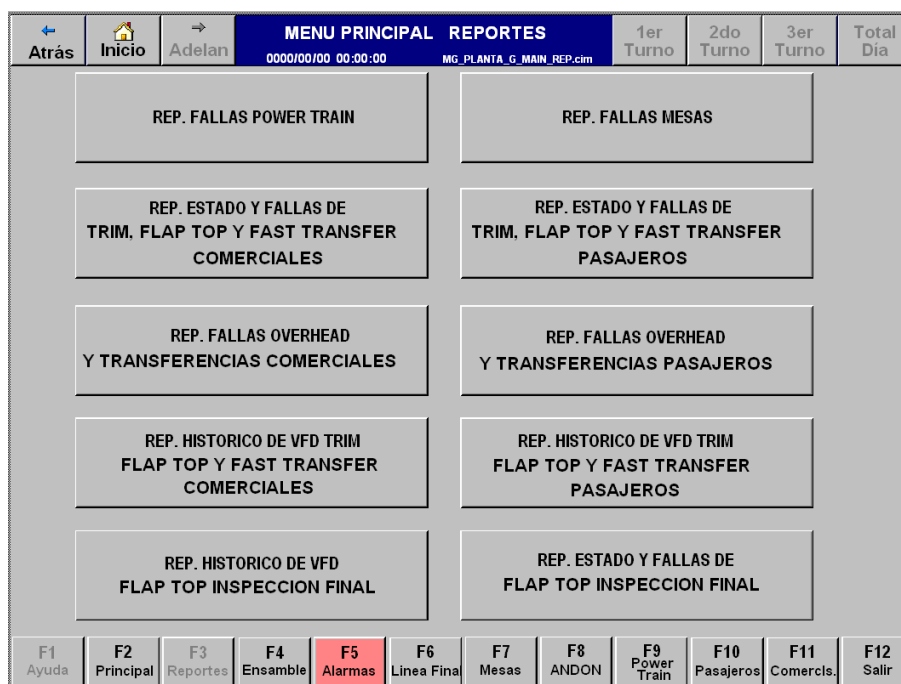 Atrás
Inicio
Adelan
MENU PRINCIPAL REPORTES
0000/00/00 00:00:00 MG_PLANTA_G_MAIN_REP.cim
1er
Turno
2do
Turno
3er
Turno
Total
Día
REP. FALLAS POWER TRAIN
REP. FALLAS MESAS
REP. ESTADO Y FALLAS DE
TRIM, FLAP TOP Y FAST TRANSFER
COMERCIALES
REP. ESTADO Y FALLAS DE
TRIM, FLAP TOP Y FAST TRANSFER
PASAJEROS
REP. FALLAS OVERHEAD
Y TRANSFERENCIAS COMERCIALES
REP. FALLAS OVERHEAD
Y TRANSFERENCIAS PASAJEROS
REP. HISTORICO DE VFD TRIM
FLAP TOP Y FAST TRANSFER
COMERCIALES
REP. HISTORICO DE VFD TRIM
FLAP TOP Y FAST TRANSFER
PASAJEROS
REP. HISTORICO DE VFD
FLAP TOP INSPECCION FINAL
REP. ESTADO Y FALLAS DE
FLAP TOP INSPECCION FINAL
F1
Ayuda
F2
Principal
F3
Reportes
F4
Ensamble
F5
Alarmas
F6
Linea Final
F7
Mesas
F8
ANDON
F9
Power
Train
F10
Pasajeros
F11
Comercls.
F12
Salir